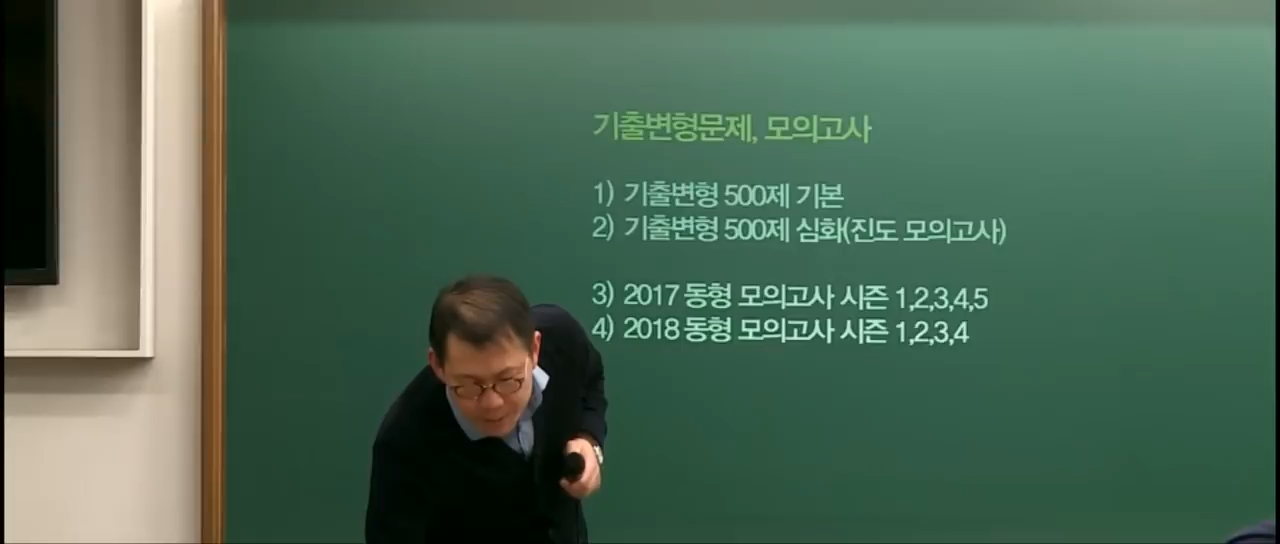 기출변형문제, 모의고사
1) 기출변형 500제 기본
2) 기출변형 500제 심화(진도 모의고사)
3) 2017 동형 모의고사 시즌 1,2,3,4,5
4) 2018 동형 모의고사 시즌 1,2,3,4